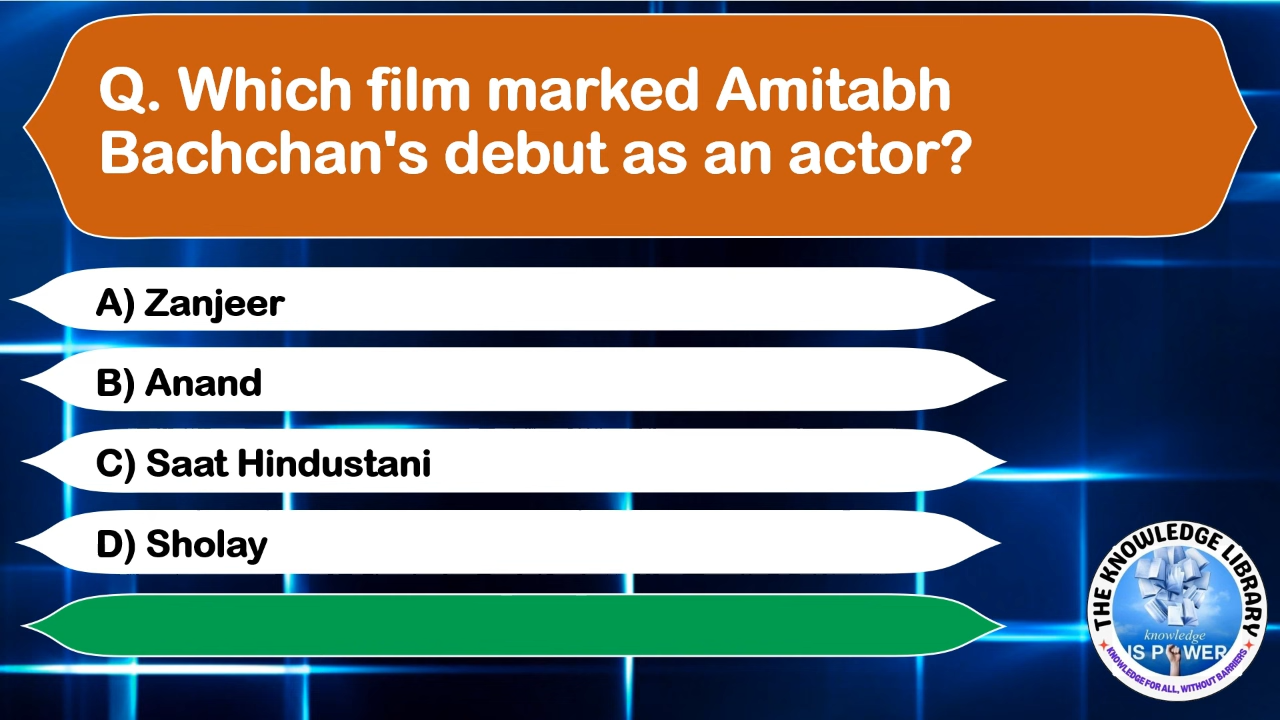 Q. Which film marked Amitabh
Bachchan's debut as an actor?
A) Zanjeer
B) Anand
C) Saat Hindustani
D) Sholay
THE KNOWLEDGE LIBRARY
knowledge
IS POWER
KNOWLEDGE FOR ALL, WITHOUT BARRIERS